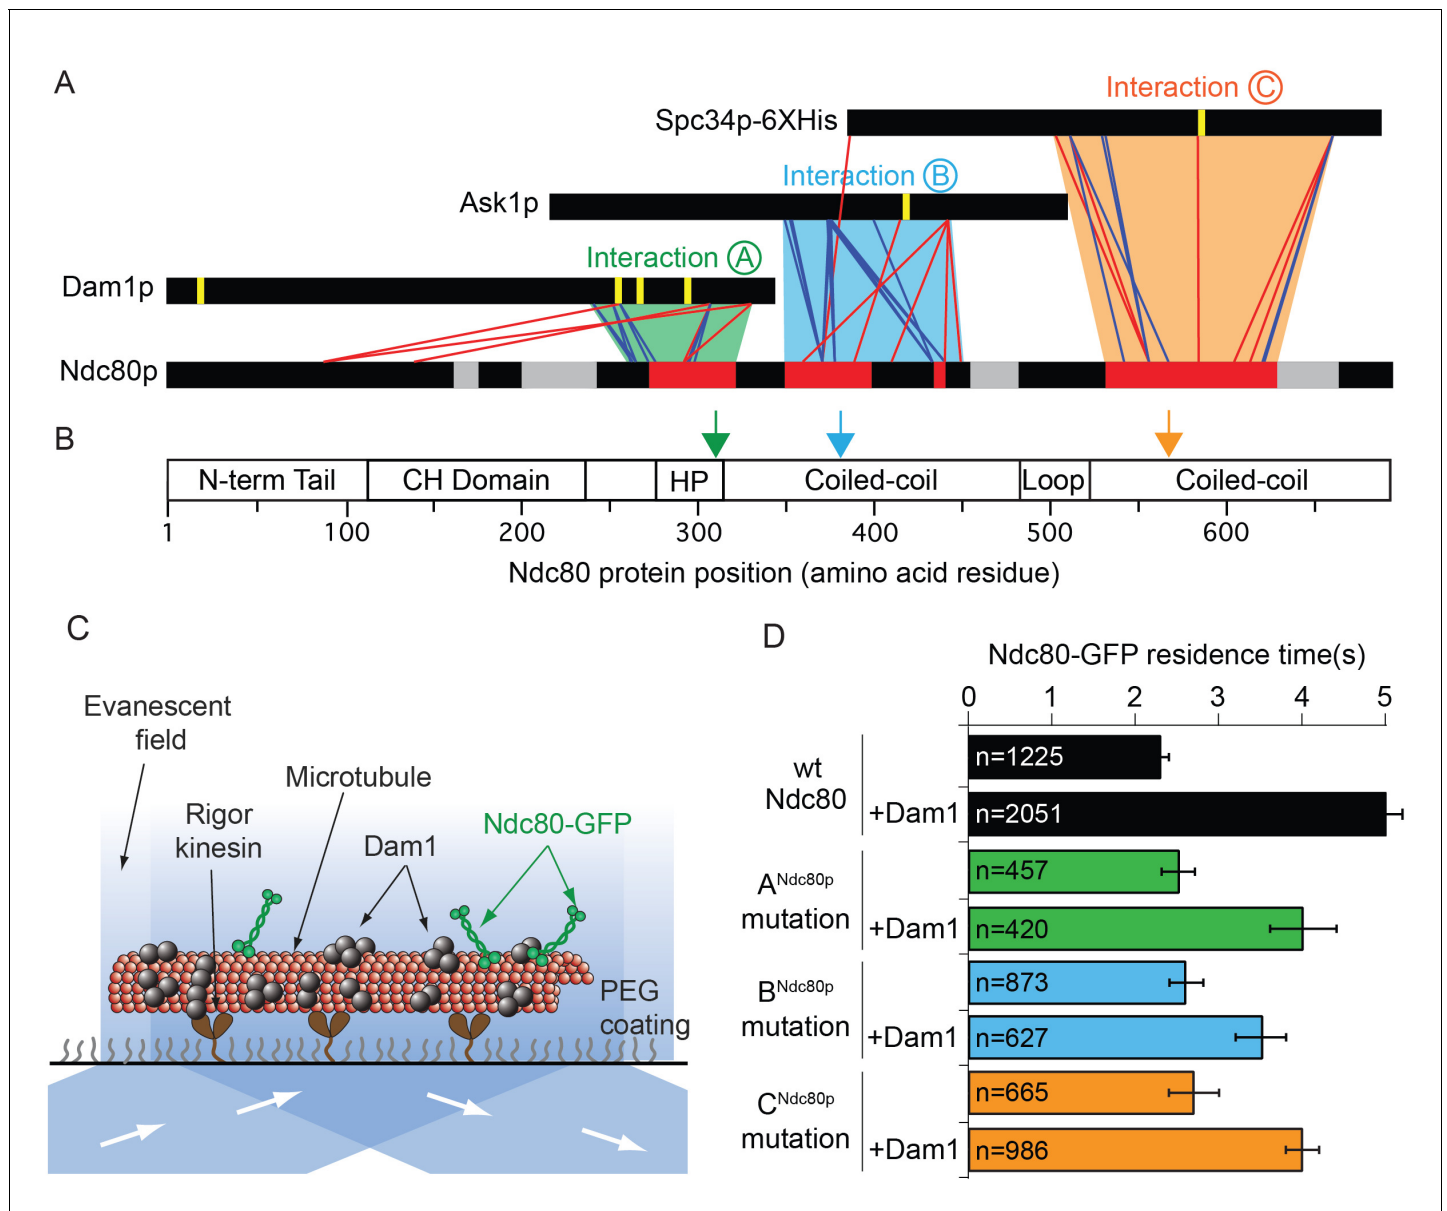 A
Interaction C
Spc34p-6XHis
Interaction B
Ask1p
Interaction A
Dam1p
Ndc80p
B
N-term Tail CH Domain HP Coiled-coil Loop Coiled-coil
1 100 200 300 400 500 600
Ndc80 protein position (amino acid residue)
C
Evanescent
field
Rigor
kinesin
Microtubule
Dam1
Ndc80-GFP
PEG
coating
D
Ndc80-GFP residence time(s)
0 1 2 3 4 5
wt
Ndc80
n=1225
+Dam1 n=2051
A^Ndc80p
mutation
n=457
+Dam1 n=420
B^Ndc80p
mutation
n=873
+Dam1 n=627
C^Ndc80p
mutation
n=665
+Dam1 n=986